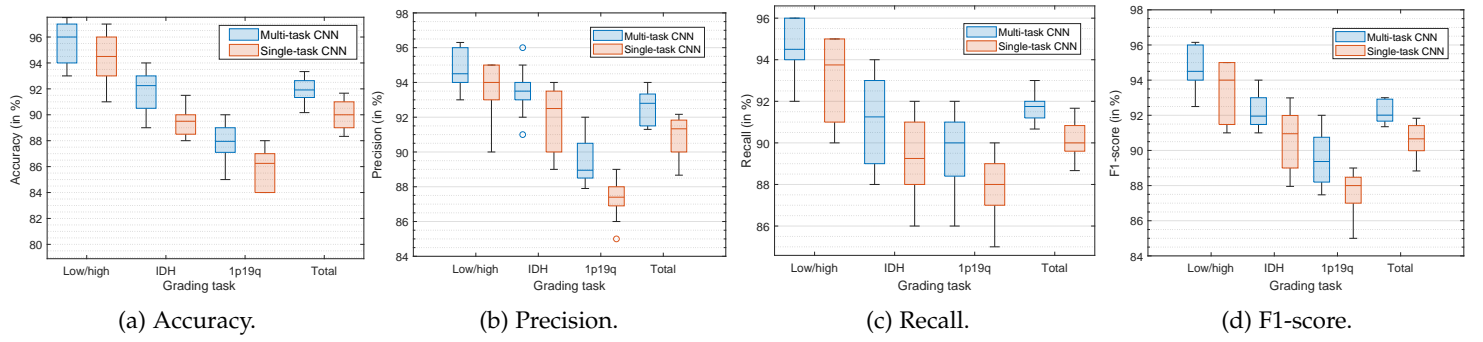 Accuracy (in %)
96
94
92
90
88
86
84
82
80
Multi-task CNN
Single-task CNN
Low/high IDH 1p19q Total
Grading task
(a) Accuracy.
Precision (in %)
98
96
94
92
90
88
86
84
Multi-task CNN
Single-task CNN
Low/high IDH 1p19q Total
Grading task
(b) Precision.
Recall (in %)
96
94
92
90
88
86
Multi-task CNN
Single-task CNN
Low/high IDH 1p19q Total
Grading task
(c) Recall.
F1-score (in %)
98
96
94
92
90
88
86
84
Multi-task CNN
Single-task CNN
Low/high IDH 1p19q Total
Grading task
(d) F1-score.